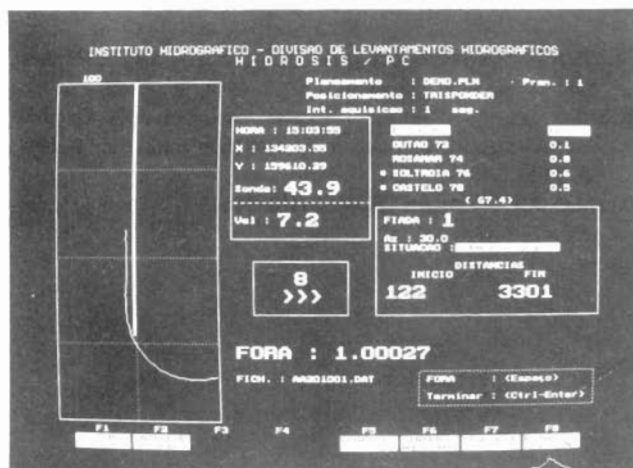 INSTITUTO HIDROGRAFICO - DIVISAO DE LEVANTAMENTOS HIDROGRAFICOS
HIDROSIS / PC
100
Planeamento : DEMO.PLN · Pran. : 1
Posicionamento : TRISPONDER
Int. aquisicao : 1 seg.
HORA : 15:03:55
X : 134203.55
Y : 159610.29
Sonda: 43.9
Vel : 7.2
OUTAO 73 0.1
ROZAMAR 74 0.8
* SOLTROIA 76 0.6
* CASTELO 78 0.5
( 67.4)
FIADA : 1
Az : 30.0
SITUACAO :
DISTANCIAS
INICIO FIM
122 3301
8
>>>
FORA : 1.00027
FICH. : AA201001.DAT
FORA : <Espaço>
Terminar : <Ctrl-Enter>
F1 F2 F3 F4 F5 F6 F7 F8